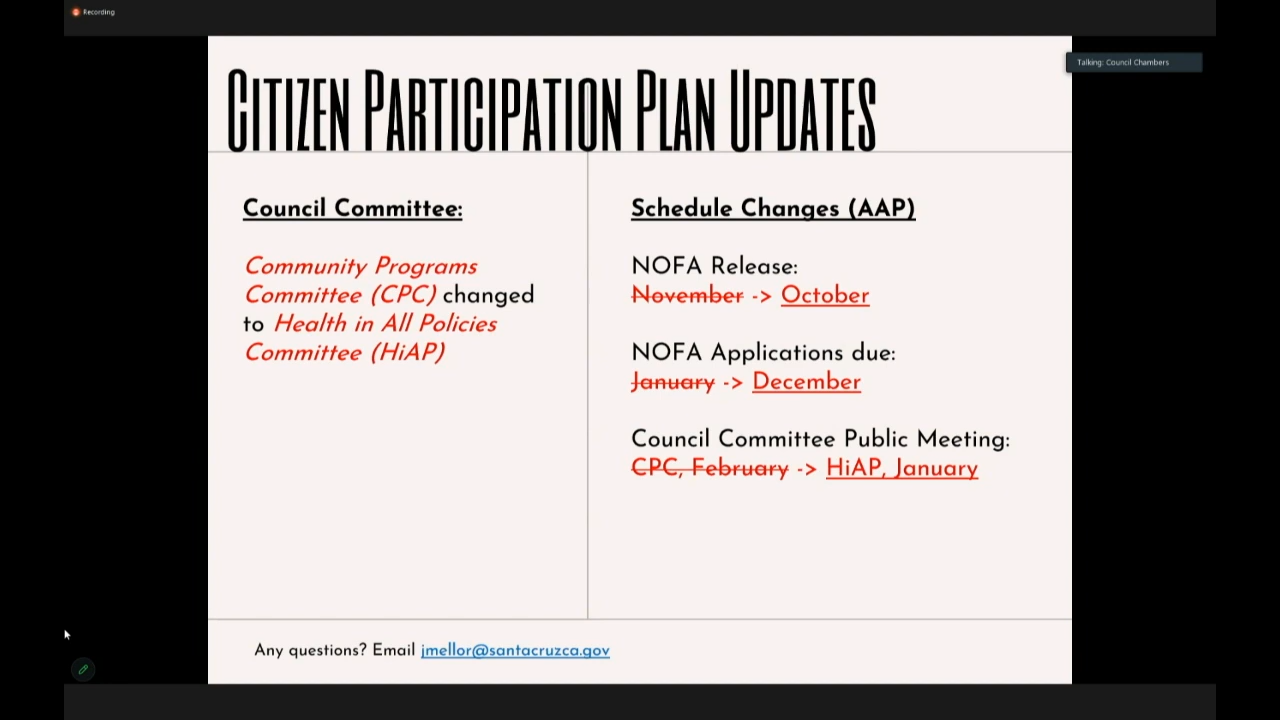 Recording
Talking: Council Chambers
Citizen Participation Plan Updates
Council Committee:
Community Programs
Committee (CPC) changed
to Health in All Policies
Committee (HiAP)
Schedule Changes (AAP)
NOFA Release:
November -> October
NOFA Applications due:
January -> December
Council Committee Public Meeting:
CPC, February -> HiAP, January
Any questions? Email jmellor@santacruzca.gov